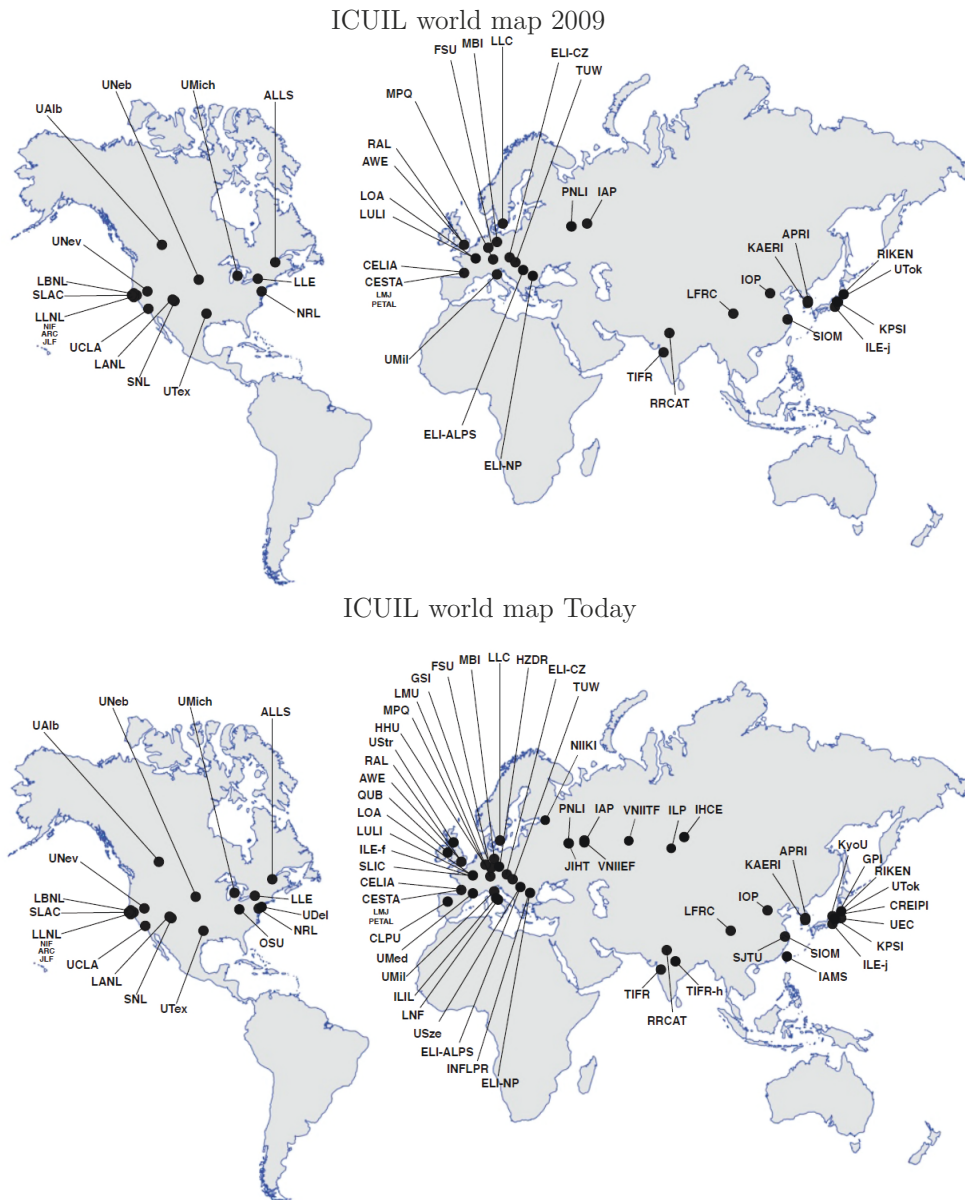 ICUIL world map 2009
LLC
MBI
FSU
ELI-CZ
TUW
UNeb
UMich
ALLS
MPQ
UAlb
RAL
AWE
PNLI IAP
LOA
LULI
APRI
UNev
KAERI
RIKEN
UTok
LBNL
SLAC
LLE
CELIA
CESTA
LMJ
PETAL
IOP
LFRC
NRL
LLNL
NIF
ARC
JLF
KPSI
SIOM
ILE-j
UCLA
LANL
SNL
UTex
UMil
TIFR
RRCAT
ELI-ALPS
ELI-NP
ICUIL world map Today
LLC
HZDR
MBI
FSU
ELI-CZ
GSI
TUW
LMU
UNeb
UMich
ALLS
MPQ
UAlb
HHU
UStr
NIIKI
RAL
AWE
QUB
LOA
PNLI IAP VNIITF ILP IHCE
LULI
ILE-f
KyoU
APRI
GPI
UNev
SLIC
JIHT VNIIEF
KAERI
RIKEN
CELIA
UTok
LBNL
SLAC
LLE
CESTA
LMJ
PETAL
IOP
CREIPI
LFRC
UDel
UEC
LLNL
NIF
ARC
JLF
NRL
OSU
CLPU
KPSI
SIOM
SJTU
ILE-j
UCLA
UMed
UMil
IAMS
LANL
SNL
UTex
ILIL
TIFR
TIFR-h
LNF
RRCAT
USze
ELI-ALPS
INFLPR
ELI-NP